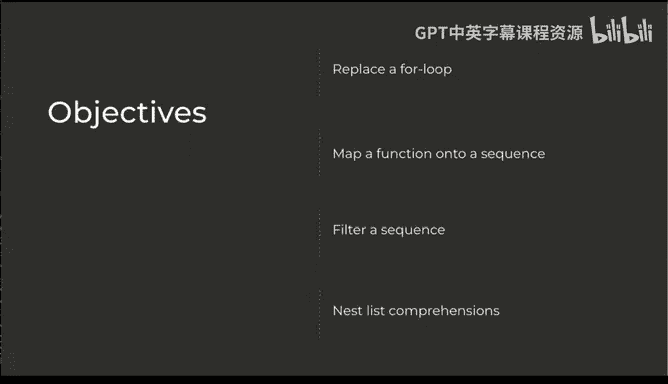 GPT中英字幕课程资源 bilibili
Objectives
Replace a for-loop
Map a function onto a sequence
Filter a sequence
Nest list comprehensions